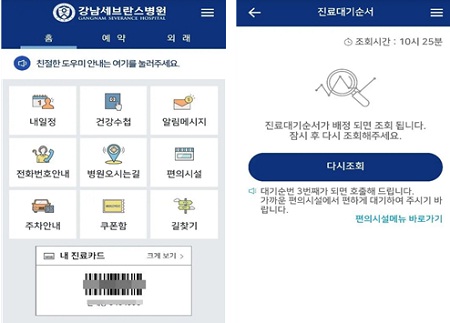 강남세브란스병원
GANGNAM SEVERANCE HOSPITAL
홈 예 약 외 래
친절한 도우미 안내는 여기를 눌러주세요.
내일정 건강수첩 알림메시지
전화번호안내 병원오시는길 편의시설
주차안내 쿠폰함 길찾기
내 진료카드 크게 보기 >
진료대기순서
조회시간 : 10시 25분
진료대기순서가 배정 되면 조회 됩니다.
잠시 후 다시 조회해주세요.
다시조회
대기순번 3번째가 되면 호출해 드립니다.
가까운 편의시설에서 편하게 대기하여 주시기 바
랍니다.
편의시설메뉴 바로가기